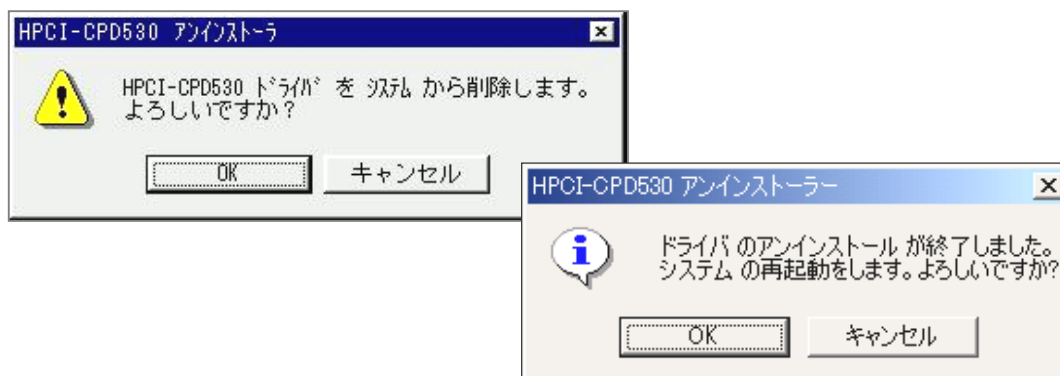 HPCI-CPD530 ｱﾝｲﾝｽﾄｰﾗ
HPCI-CPD530 ﾄﾞﾗｲﾊﾞ を ｼｽﾃﾑ から削除します。
よろしいですか？
OK
キャンセル
HPCI-CPD530 アンインストーラー
ドライバ のアンインストール が終了しました。
システム の再起動をします。よろしいですか?
OK
キャンセル